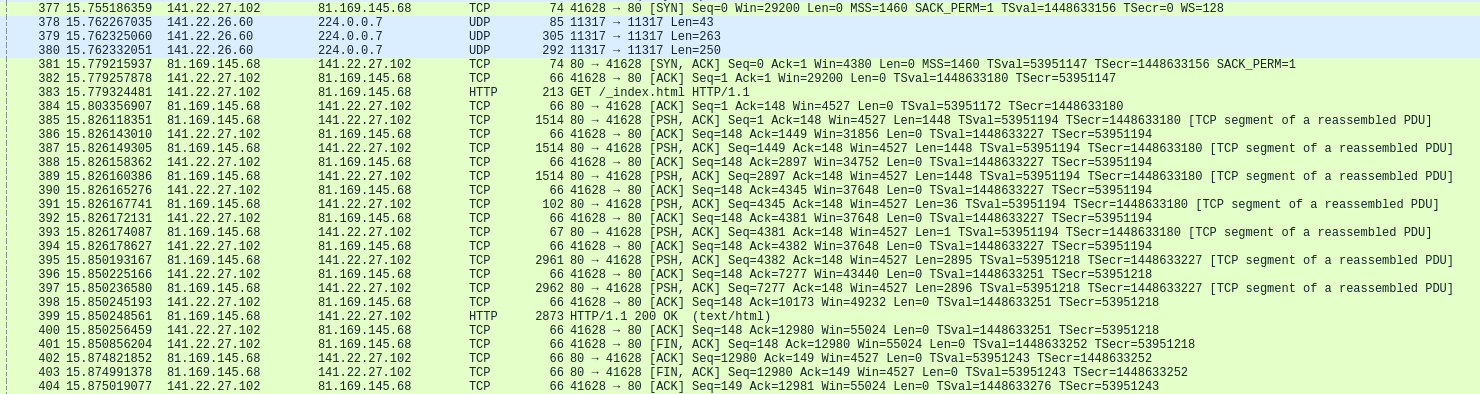 377 15.755186359 141.22.27.102 81.169.145.68 TCP 74 41628 → 80 [SYN] Seq=0 Win=29200 Len=0 MSS=1460 SACK_PERM=1 TSval=1448633156 TSecr=0 WS=128
378 15.762267035 141.22.26.60 224.0.0.7 UDP 85 11317 → 11317 Len=43
379 15.762325060 141.22.26.60 224.0.0.7 UDP 305 11317 → 11317 Len=263
380 15.762332051 141.22.26.60 224.0.0.7 UDP 292 11317 → 11317 Len=250
381 15.779215937 81.169.145.68 141.22.27.102 TCP 74 80 → 41628 [SYN, ACK] Seq=0 Ack=1 Win=4380 Len=0 MSS=1460 TSval=53951147 TSecr=1448633156 SACK_PERM=1
382 15.779257878 141.22.27.102 81.169.145.68 TCP 66 41628 → 80 [ACK] Seq=1 Ack=1 Win=29200 Len=0 TSval=1448633180 TSecr=53951147
383 15.779324481 141.22.27.102 81.169.145.68 HTTP 213 GET /_index.html HTTP/1.1
384 15.803356907 81.169.145.68 141.22.27.102 TCP 66 80 → 41628 [ACK] Seq=1 Ack=148 Win=4527 Len=0 TSval=53951172 TSecr=1448633180
385 15.826118351 81.169.145.68 141.22.27.102 TCP 1514 80 → 41628 [PSH, ACK] Seq=1 Ack=148 Win=4527 Len=1448 TSval=53951194 TSecr=1448633180 [TCP segment of a reassembled PDU]
386 15.826143010 141.22.27.102 81.169.145.68 TCP 66 41628 → 80 [ACK] Seq=148 Ack=1449 Win=31856 Len=0 TSval=1448633227 TSecr=53951194
387 15.826149305 81.169.145.68 141.22.27.102 TCP 1514 80 → 41628 [PSH, ACK] Seq=1449 Ack=148 Win=4527 Len=1448 TSval=53951194 TSecr=1448633180 [TCP segment of a reassembled PDU]
388 15.826158362 141.22.27.102 81.169.145.68 TCP 66 41628 → 80 [ACK] Seq=148 Ack=2897 Win=34752 Len=0 TSval=1448633227 TSecr=53951194
389 15.826160386 81.169.145.68 141.22.27.102 TCP 1514 80 → 41628 [PSH, ACK] Seq=2897 Ack=148 Win=4527 Len=1448 TSval=53951194 TSecr=1448633180 [TCP segment of a reassembled PDU]
390 15.826165276 141.22.27.102 81.169.145.68 TCP 66 41628 → 80 [ACK] Seq=148 Ack=4345 Win=37648 Len=0 TSval=1448633227 TSecr=53951194
391 15.826167741 81.169.145.68 141.22.27.102 TCP 102 80 → 41628 [PSH, ACK] Seq=4345 Ack=148 Win=4527 Len=36 TSval=53951194 TSecr=1448633180 [TCP segment of a reassembled PDU]
392 15.826172131 141.22.27.102 81.169.145.68 TCP 66 41628 → 80 [ACK] Seq=148 Ack=4381 Win=37648 Len=0 TSval=1448633227 TSecr=53951194
393 15.826174087 81.169.145.68 141.22.27.102 TCP 67 80 → 41628 [PSH, ACK] Seq=4381 Ack=148 Win=4527 Len=1 TSval=53951194 TSecr=1448633180 [TCP segment of a reassembled PDU]
394 15.826178627 141.22.27.102 81.169.145.68 TCP 66 41628 → 80 [ACK] Seq=148 Ack=4382 Win=37648 Len=0 TSval=1448633227 TSecr=53951194
395 15.850193167 81.169.145.68 141.22.27.102 TCP 2961 80 → 41628 [PSH, ACK] Seq=4382 Ack=148 Win=4527 Len=2895 TSval=53951218 TSecr=1448633227 [TCP segment of a reassembled PDU]
396 15.850225166 141.22.27.102 81.169.145.68 TCP 66 41628 → 80 [ACK] Seq=148 Ack=7277 Win=43440 Len=0 TSval=1448633251 TSecr=53951218
397 15.850236580 81.169.145.68 141.22.27.102 TCP 2962 80 → 41628 [PSH, ACK] Seq=7277 Ack=148 Win=4527 Len=2896 TSval=53951218 TSecr=1448633227 [TCP segment of a reassembled PDU]
398 15.850245193 141.22.27.102 81.169.145.68 TCP 66 41628 → 80 [ACK] Seq=148 Ack=10173 Win=49232 Len=0 TSval=1448633251 TSecr=53951218
399 15.850248561 81.169.145.68 141.22.27.102 HTTP 2873 HTTP/1.1 200 OK (text/html)
400 15.850256459 141.22.27.102 81.169.145.68 TCP 66 41628 → 80 [ACK] Seq=148 Ack=12980 Win=55024 Len=0 TSval=1448633251 TSecr=53951218
401 15.850856204 141.22.27.102 81.169.145.68 TCP 66 41628 → 80 [FIN, ACK] Seq=148 Ack=12980 Win=55024 Len=0 TSval=1448633252 TSecr=53951218
402 15.874821852 81.169.145.68 141.22.27.102 TCP 66 80 → 41628 [ACK] Seq=12980 Ack=149 Win=4527 Len=0 TSval=53951243 TSecr=1448633252
403 15.874991378 81.169.145.68 141.22.27.102 TCP 66 80 → 41628 [FIN, ACK] Seq=12980 Ack=149 Win=4527 Len=0 TSval=53951243 TSecr=1448633252
404 15.875019077 141.22.27.102 81.169.145.68 TCP 66 41628 → 80 [ACK] Seq=149 Ack=12981 Win=55024 Len=0 TSval=1448633276 TSecr=53951243